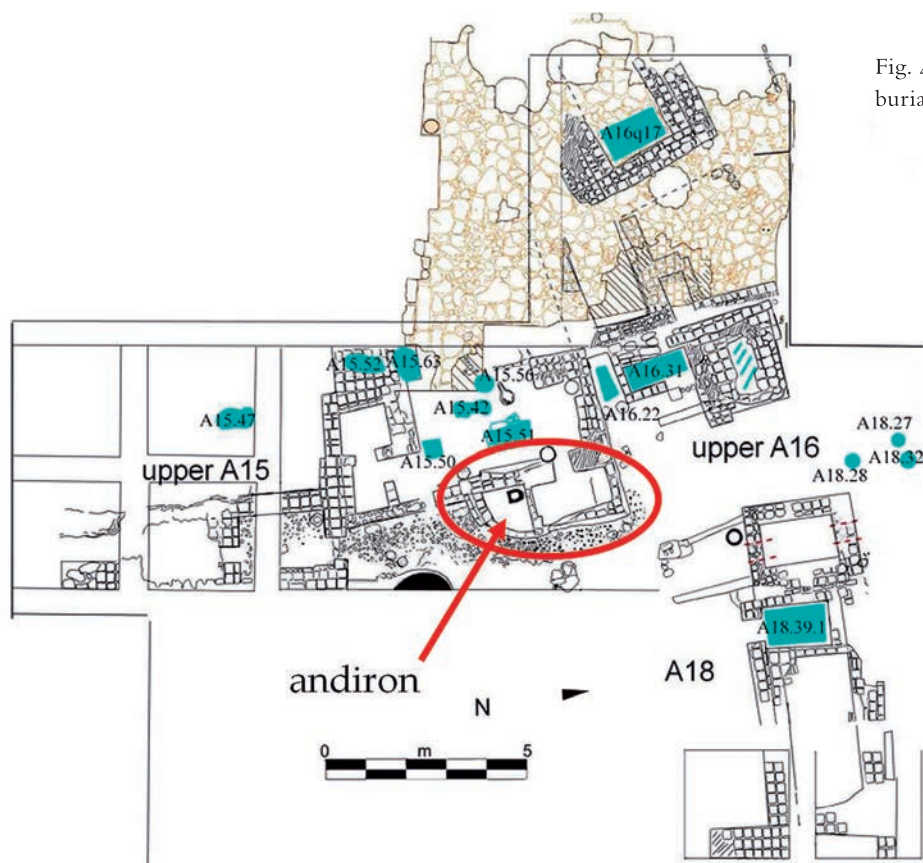 Fig.
buria
A16q17
A15.52
A15.63
A15.56
A16.31
A15.47
A15.42
A16.22
A15.51
A18.27
upper A15
A15.50
upper A16
A18.28
A18.32
D
A18.39.1
andiron
A18
N
0 m 5